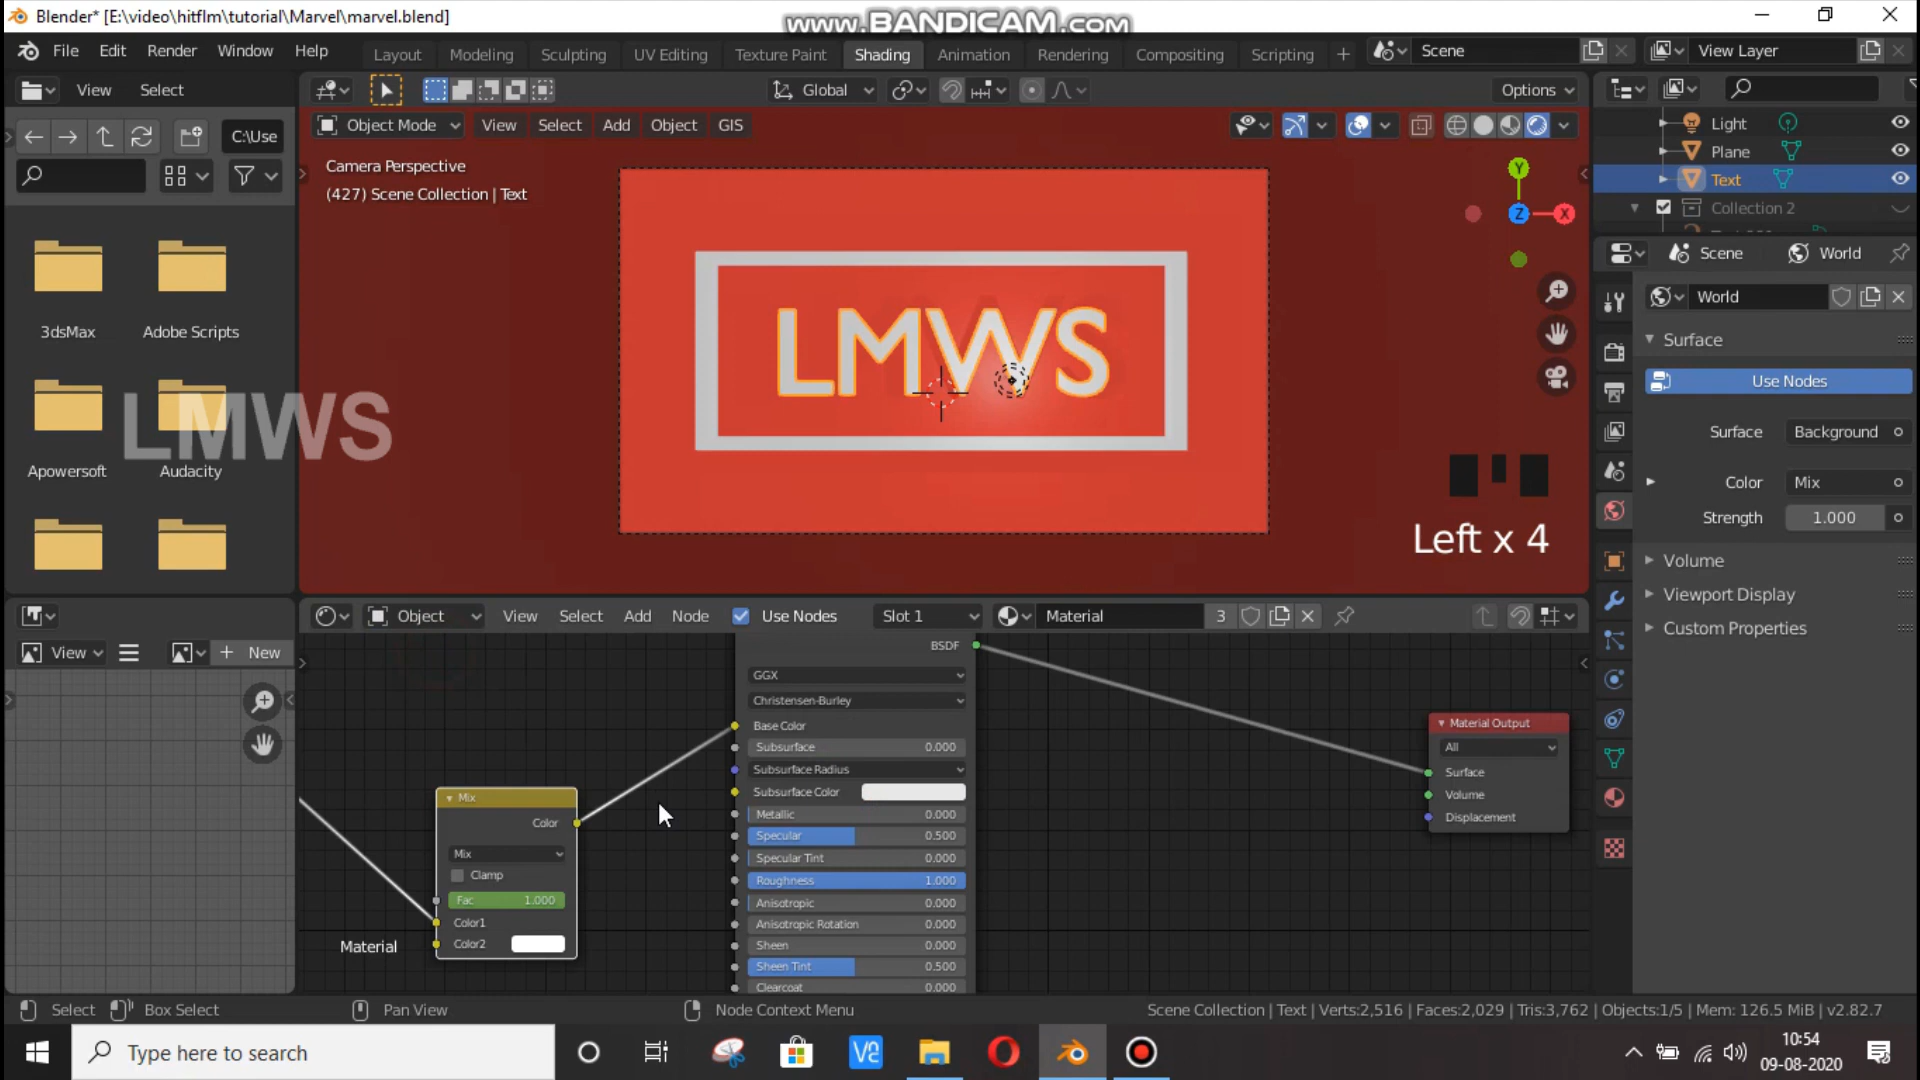 Blender* [E:\video\hitflm\tutorial\Marvel\marvel.blend]
www.BANDICAM.com
File Edit Render Window Help
Layout Modeling Sculpting UV Editing Texture Paint Shading Animation Rendering Compositing Scripting +
Scene
View Layer
View Select
Global
Options
C:\Use
Object Mode View Select Add Object GIS
Light
Plane
Text
Collection 2
Camera Perspective
(427) Scene Collection | Text
Y
Z
X
3dsMax
Adobe Scripts
Apowersoft
Audacity
LMWS
LMWS
Left x 4
Scene World
World
Surface
Use Nodes
Surface Background
Color Mix
Strength 1.000
Volume
Viewport Display
Custom Properties
Object View Select Add Node Use Nodes Slot 1 Material 3
View + New
BSDF
GGX
Christensen-Burley
Base Color
Subsurface 0.000
Subsurface Radius
Subsurface Color
Metallic 0.000
Specular 0.500
Specular Tint 0.000
Roughness 1.000
Anisotropic 0.000
Anisotropic Rotation 0.000
Sheen 0.000
Sheen Tint 0.500
Clearcoat 0.000
Mix
Color
Mix
Clamp
Fac 1.000
Color1
Color2
Material
Material Output
All
Surface
Volume
Displacement
Select Box Select Pan View Node Context Menu
Scene Collection | Text | Verts:2,516 | Faces:2,029 | Tris:3,762 | Objects:1/5 | Mem: 126.5 MiB | v2.82.7
Type here to search
10:54
09-08-2020